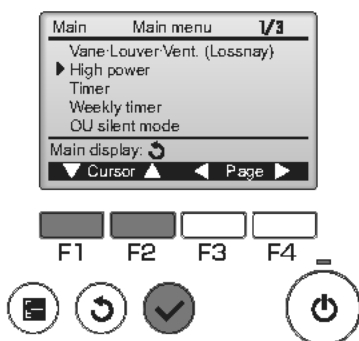 Main Main menu 1/3
Vane·Louver·Vent. (Lossnay)
High power
Timer
Weekly timer
OU silent mode
Main display:
Cursor Page
F1 F2 F3 F4